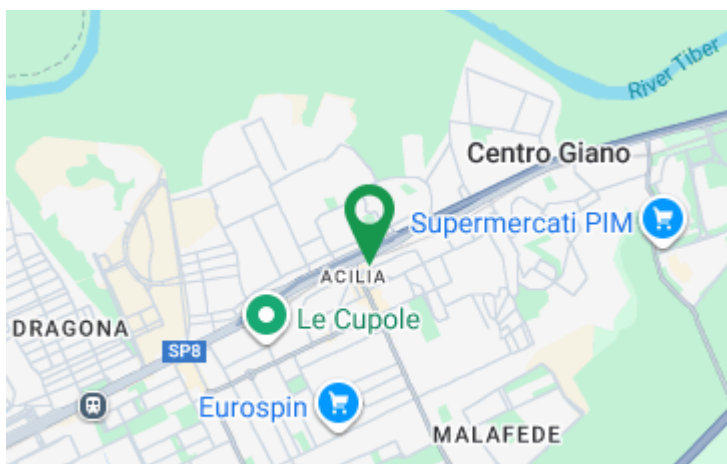 River Tiber
Centro Giano
Supermercati PIM
ACILIA
Le Cupole
DRAGONA
SP8
Eurospin
MALAFEDE